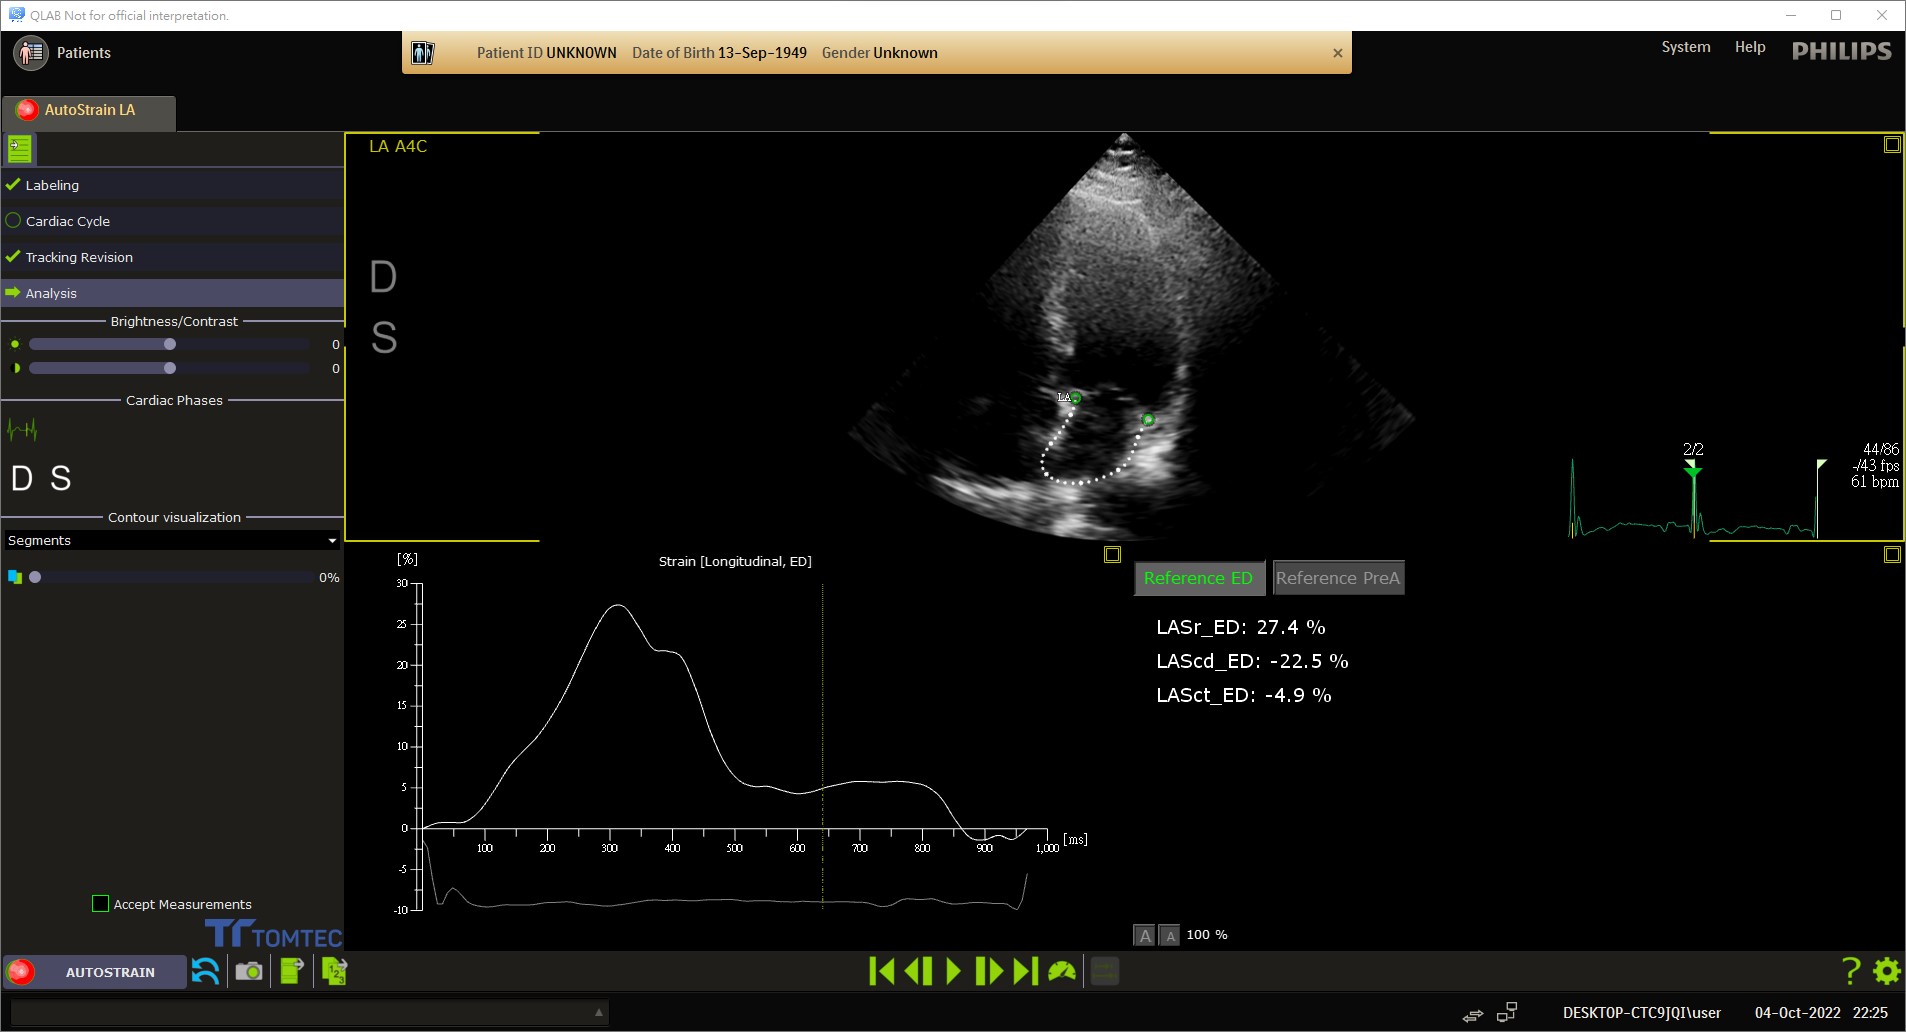 QLAB Not for official interpretation.
Patients
Patient ID UNKNOWN Date of Birth 13-Sep-1949 Gender Unknown
System Help PHILIPS
AutoStrain LA
Labeling
Cardiac Cycle
Tracking Revision
Analysis
Brightness/Contrast
0
0
Cardiac Phases
D S
Contour visualization
Segments
0%
Accept Measurements
TOMTEC
LA A4C
D
S
LA
2/2
44/86
-/43 fps
61 bpm
[%]
Strain [Longitudinal, ED]
30
25
20
15
10
5
0
-5
-10
100 200 300 400 500 600 700 800 900 1,000 [ms]
Reference ED Reference PreA
LASr_ED: 27.4 %
LAScd_ED: -22.5 %
LASct_ED: -4.9 %
A A 100 %
AUTOSTRAIN
1 2 3
?
DESKTOP-CTC9JQI\user 04-Oct-2022 22:25